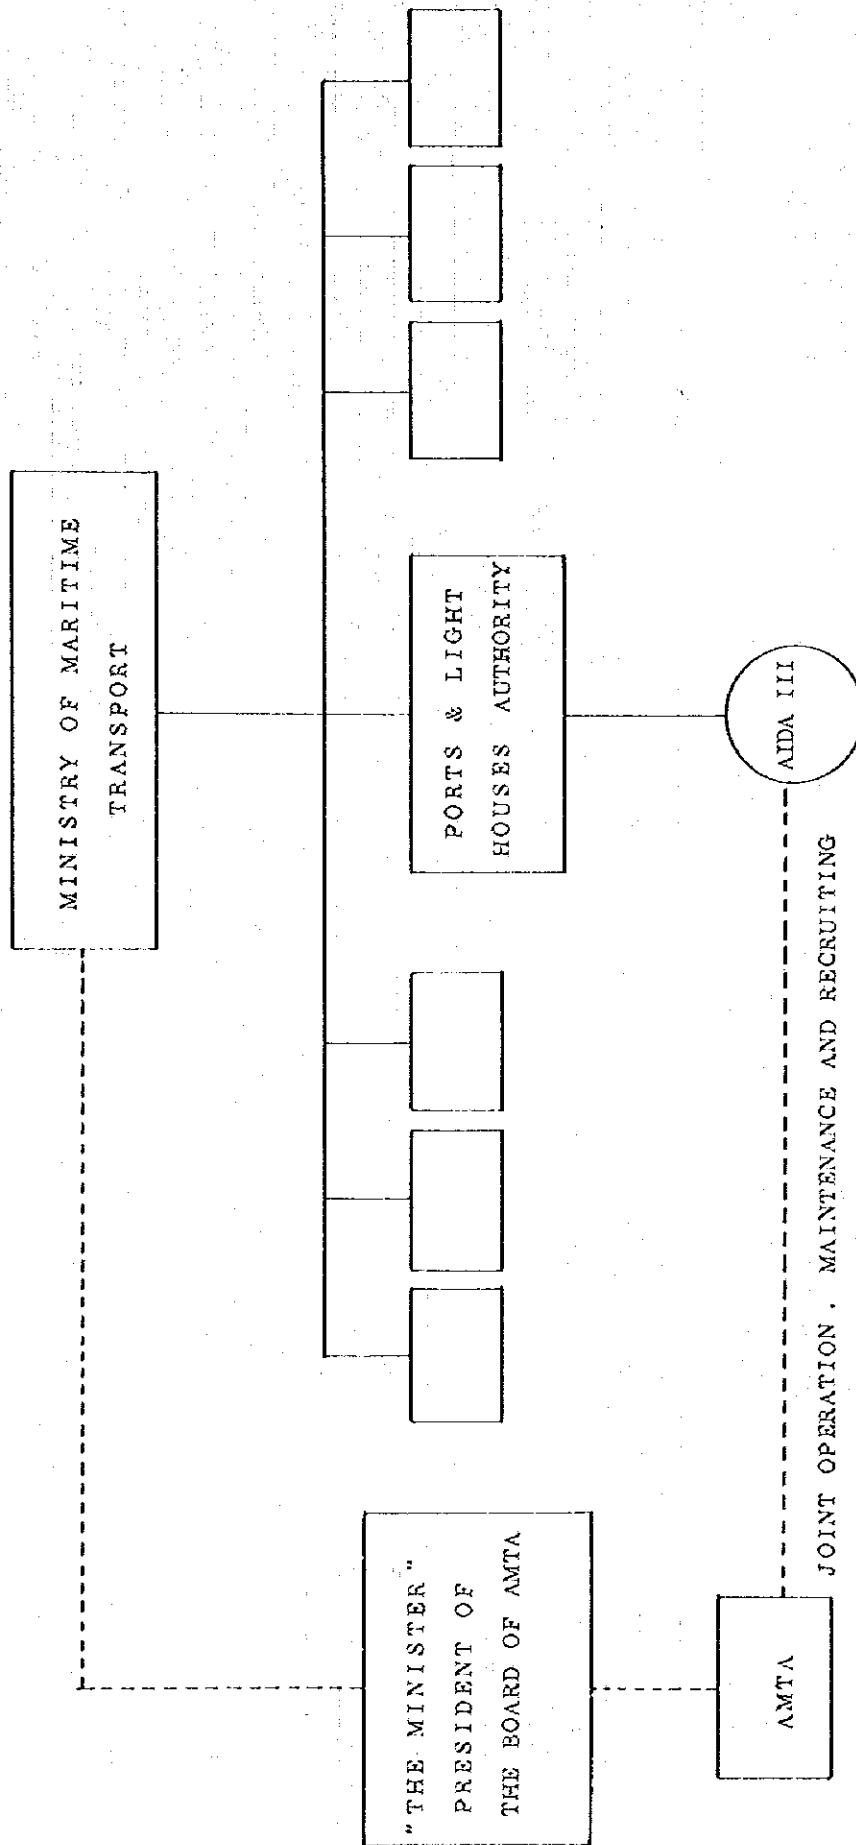 MINISTRY OF MARITIME
TRANSPORT
"THE MINISTER"
PRESIDENT OF
THE BOARD OF AMTA
PORTS & LIGHT
HOUSES AUTHORITY
AMTA
AIDA III
JOINT OPERATION . MAINTENANCE AND RECRUITING